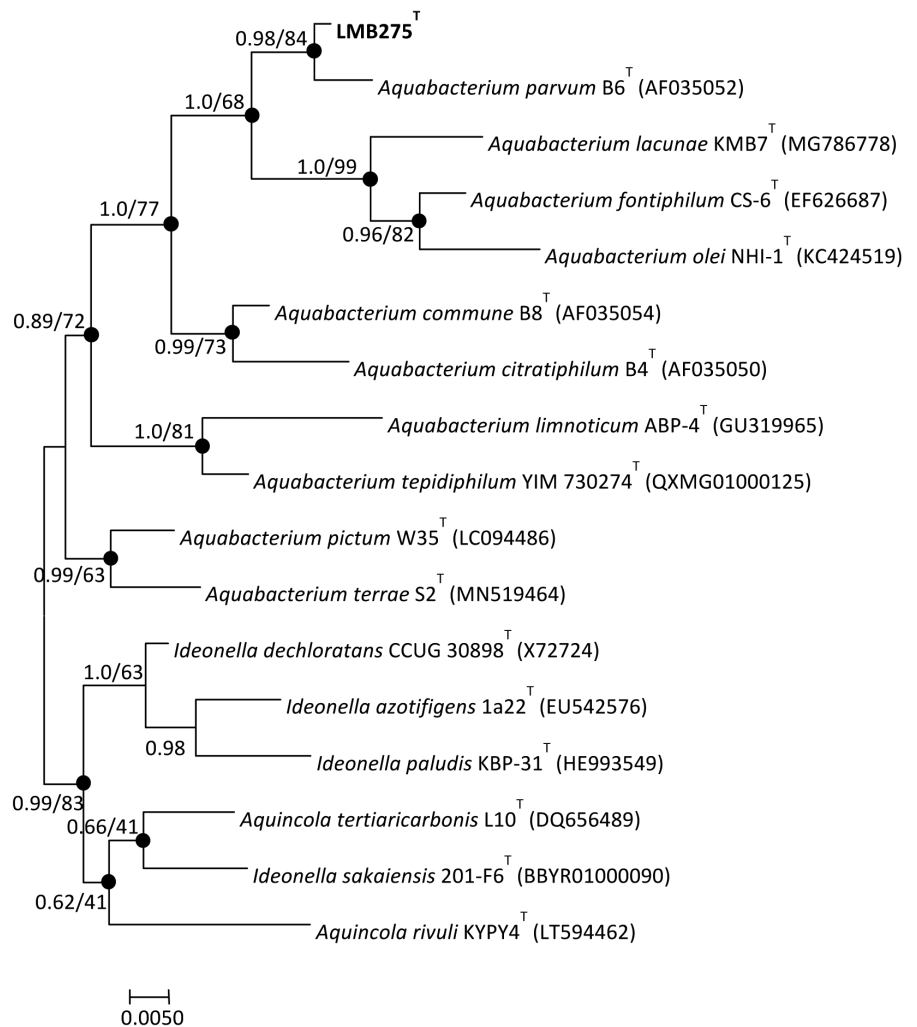 LMB275T
0.98/84
Aquabacterium parvum B6T (AF035052)
1.0/68
Aquabacterium lacunae KMB7T (MG786778)
1.0/99
Aquabacterium fontiphilum CS-6T (EF626687)
1.0/77
0.96/82
Aquabacterium olei NHI-1T (KC424519)
Aquabacterium commune B8T (AF035054)
0.89/72
0.99/73
Aquabacterium citratiphilum B4T (AF035050)
Aquabacterium limnoticum ABP-4T (GU319965)
1.0/81
Aquabacterium tepidiphilum YIM 730274T (QXMG01000125)
Aquabacterium pictum W35T (LC094486)
0.99/63
Aquabacterium terrae S2T (MN519464)
Ideonella dechloratans CCUG 30898T (X72724)
1.0/63
Ideonella azotifigens 1a22T (EU542576)
0.98
Ideonella paludis KBP-31T (HE993549)
0.99/83
Aquincola tertiaricarbonis L10T (DQ656489)
0.66/41
Ideonella sakaiensis 201-F6T (BBYR01000090)
0.62/41
Aquincola rivuli KYPY4T (LT594462)
0.0050